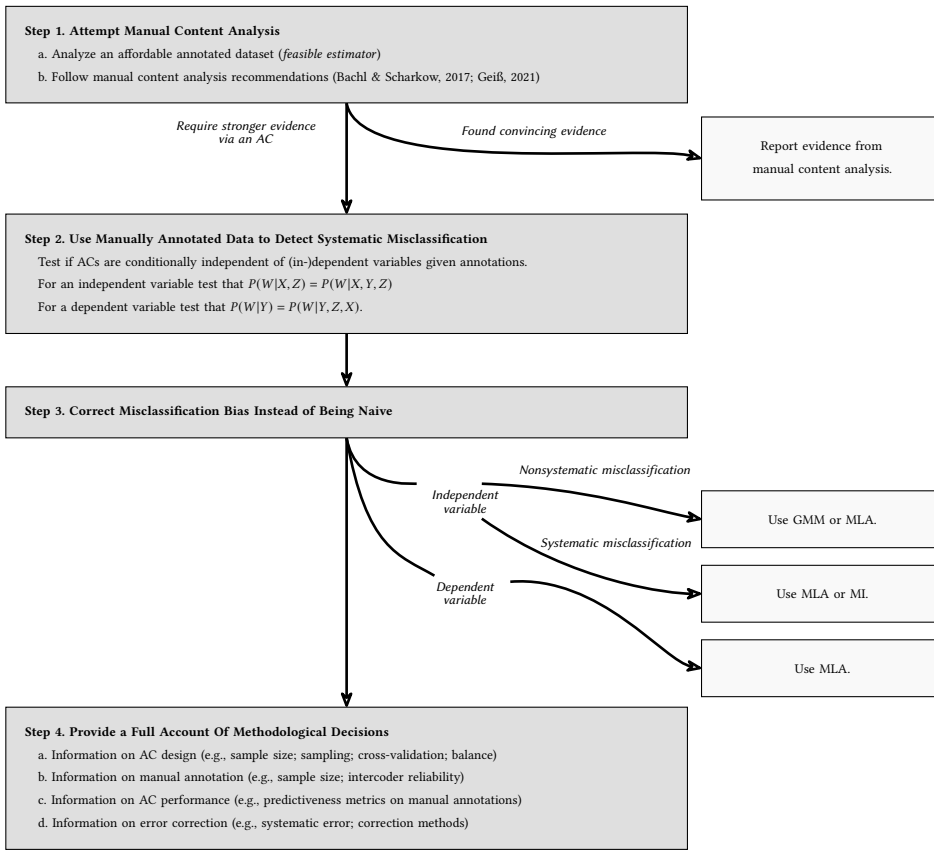 Step 1. Attempt Manual Content Analysis
a. Analyze an affordable annotated dataset (feasible estimator)
b. Follow manual content analysis recommendations (Bachl & Scharkow, 2017; Geiß, 2021)
Require stronger evidence
via an AC
Found convincing evidence
Report evidence from
manual content analysis.
Step 2. Use Manually Annotated Data to Detect Systematic Misclassification
Test if ACs are conditionally independent of (in-)dependent variables given annotations.
For an independent variable test that P(W|X,Z) = P(W|X,Y,Z)
For a dependent variable test that P(W|Y) = P(W|Y,Z,X).
Step 3. Correct Misclassification Bias Instead of Being Naive
Nonsystematic misclassification
Independent
variable
Use GMM or MLA.
Systematic misclassification
Dependent
variable
Use MLA or MI.
Use MLA.
Step 4. Provide a Full Account Of Methodological Decisions
a. Information on AC design (e.g., sample size; sampling; cross-validation; balance)
b. Information on manual annotation (e.g., sample size; intercoder reliability)
c. Information on AC performance (e.g., predictiveness metrics on manual annotations)
d. Information on error correction (e.g., systematic error; correction methods)